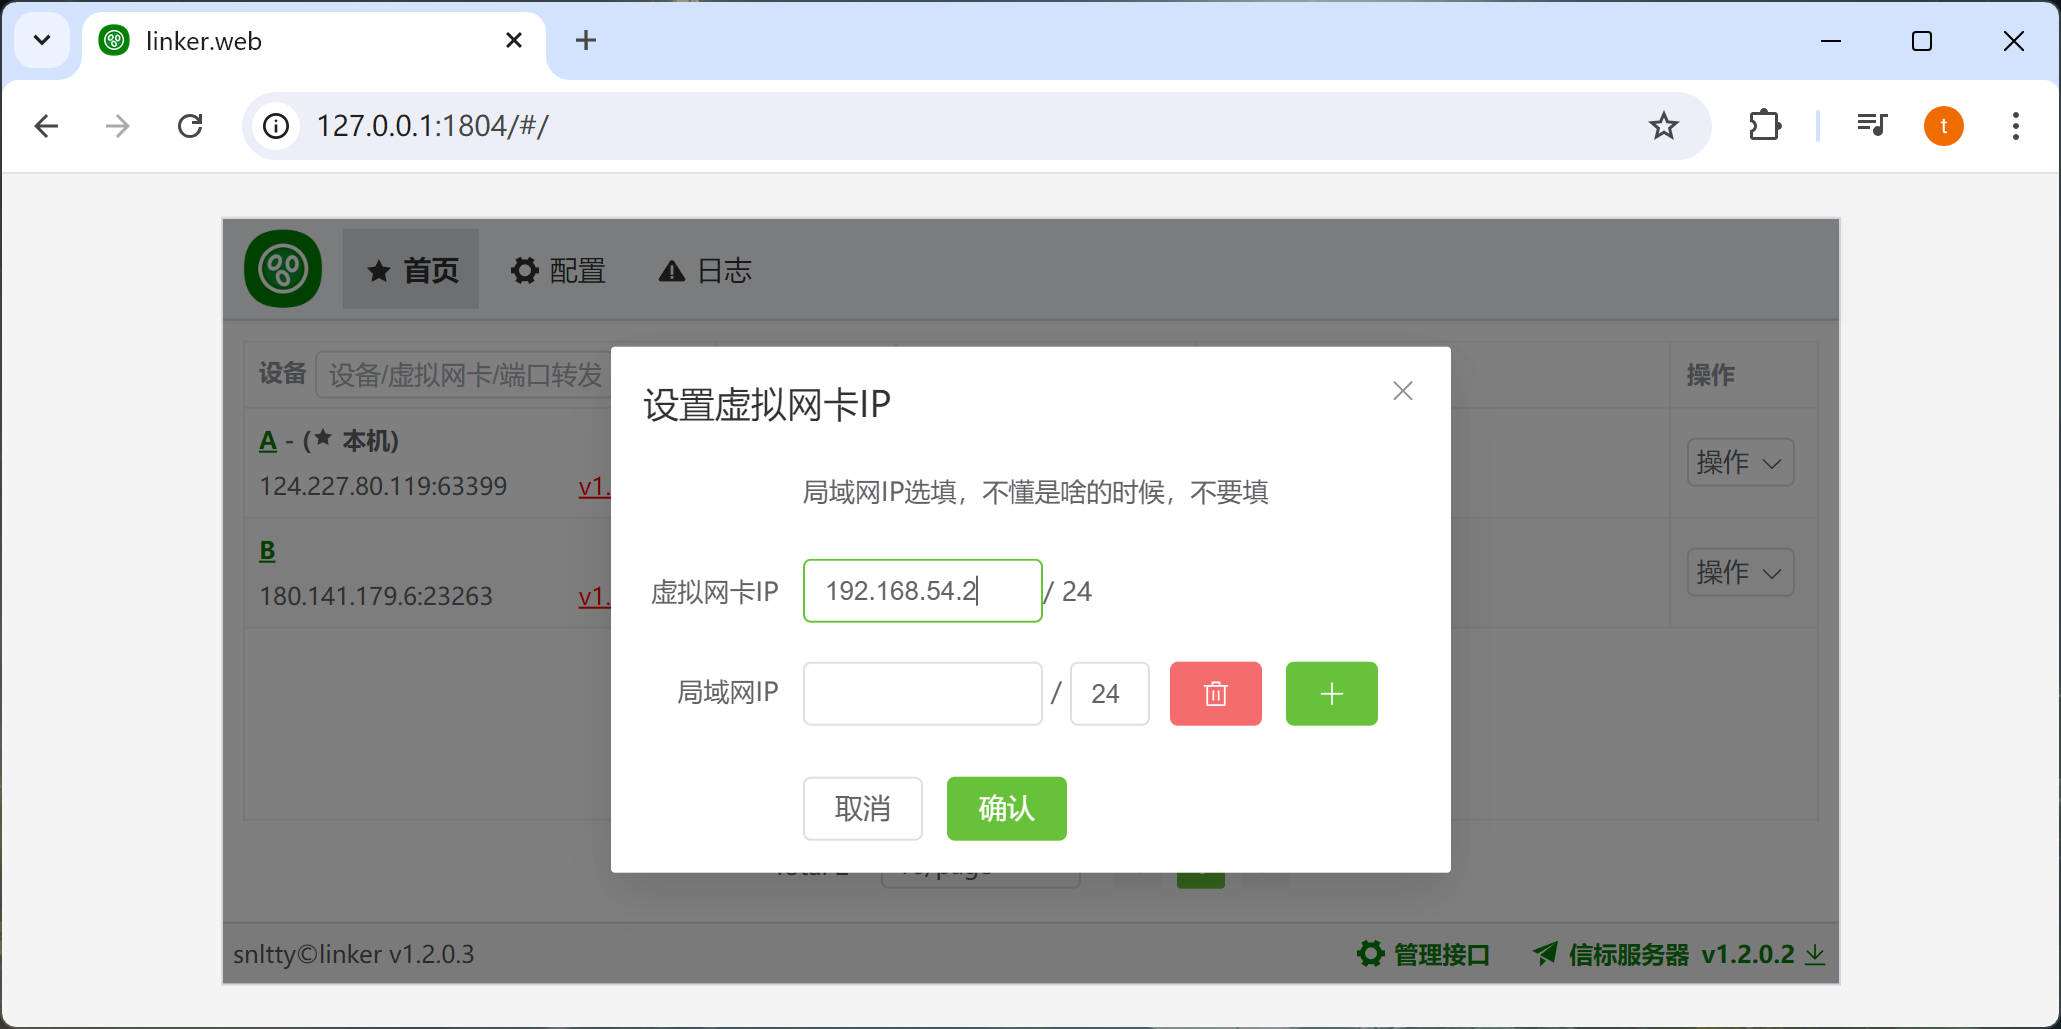 linker.web
127.0.0.1:1804/#/
t
首页
配置
日志
设备
设备/虚拟网卡/端口转发
操作
A - (★ 本机)
124.227.80.119:63399
v1.
操作
B
180.141.179.6:23263
v1.
操作
设置虚拟网卡IP
局域网IP选填，不懂是啥的时候，不要填
虚拟网卡IP
192.168.54.2
/ 24
局域网IP
/
24
取消
确认
snltty©linker v1.2.0.3
管理接口
信标服务器 v1.2.0.2